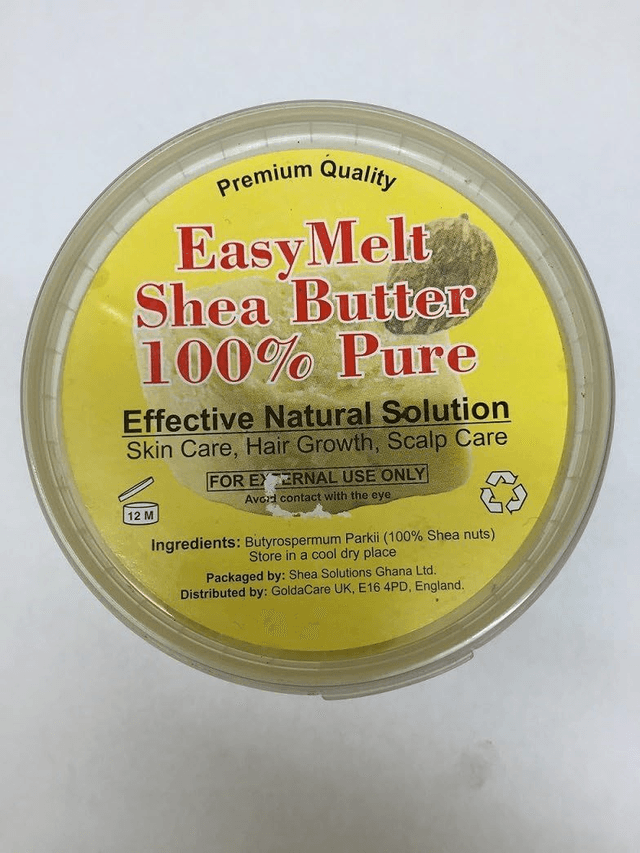 Premium Quality
EasyMelt
Shea Butter
100% Pure
Effective Natural Solution
Skin Care, Hair Growth, Scalp Care
FOR EXTERNAL USE ONLY
Avoid contact with the eye
12 M
Ingredients: Butyrospermum Parkii (100% Shea nuts)
Store in a cool dry place
Packaged by: Shea Solutions Ghana Ltd.
Distributed by: GoldaCare UK, E16 4PD, England.